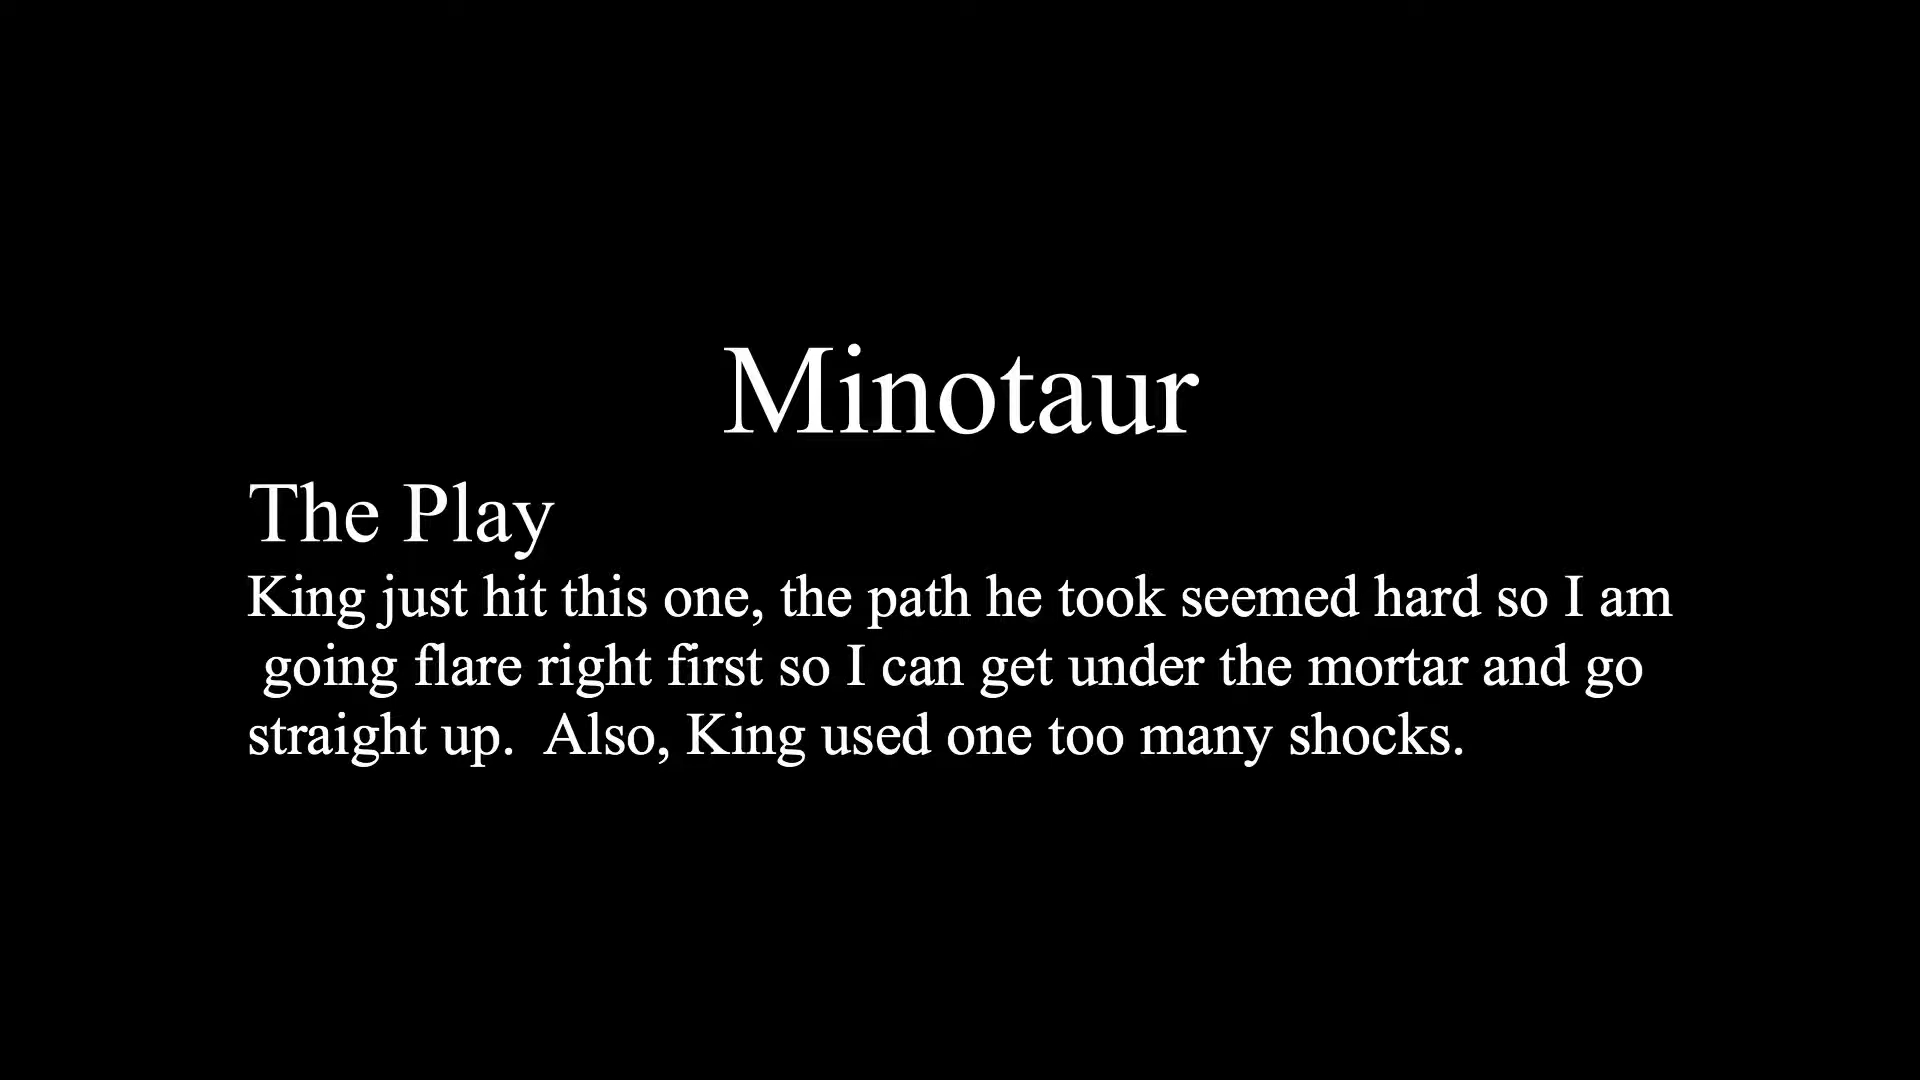 Minotaur
The Play
King just hit this one, the path he took seemed hard so I am
going flare right first so I can get under the mortar and go
straight up.  Also, King used one too many shocks.